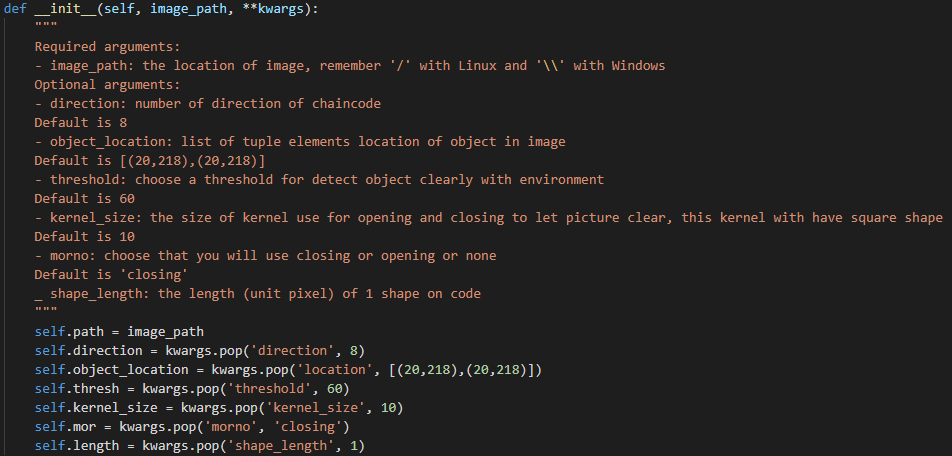 def __init__(self, image_path, **kwargs):
    """
    Required arguments:
    - image_path: the location of image, remember '/' with Linux and '\\' with Windows
    Optional arguments:
    - direction: number of direction of chaincode
    Default is 8
    - object_location: list of tuple elements location of object in image
    Default is [(20,218),(20,218)]
    - threshold: choose a threshold for detect object clearly with environment
    Default is 60
    - kernel_size: the size of kernel use for opening and closing to let picture clear, this kernel with have square shape
    Default is 10
    - morno: choose that you will use closing or opening or none
    Default is 'closing'
    _ shape_length: the length (unit pixel) of 1 shape on code
    """
    self.path = image_path
    self.direction = kwargs.pop('direction', 8)
    self.object_location = kwargs.pop('location', [(20,218),(20,218)])
    self.thresh = kwargs.pop('threshold', 60)
    self.kernel_size = kwargs.pop('kernel_size', 10)
    self.mor = kwargs.pop('morno', 'closing')
    self.length = kwargs.pop('shape_length', 1)